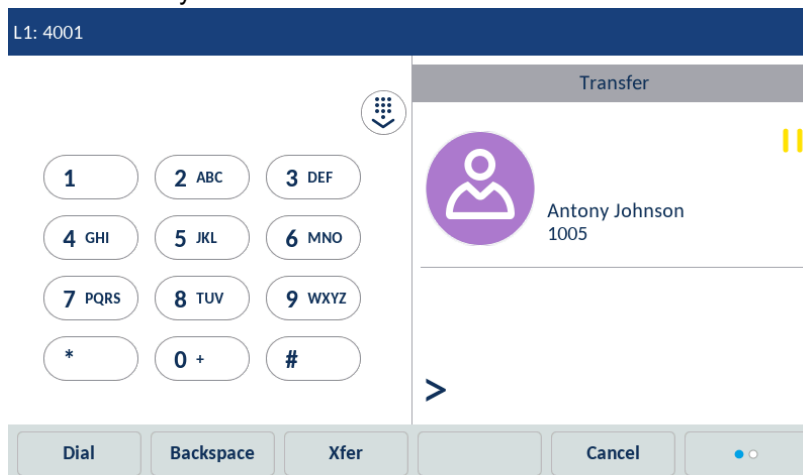 L1: 4001
Transfer
1
2 ABC
3 DEF
Antony Johnson
1005
4 GHI
5 JKL
6 MNO
7 PQRS
8 TUV
9 WXYZ
*
0 +
#
>
Dial
Backspace
Xfer
Cancel